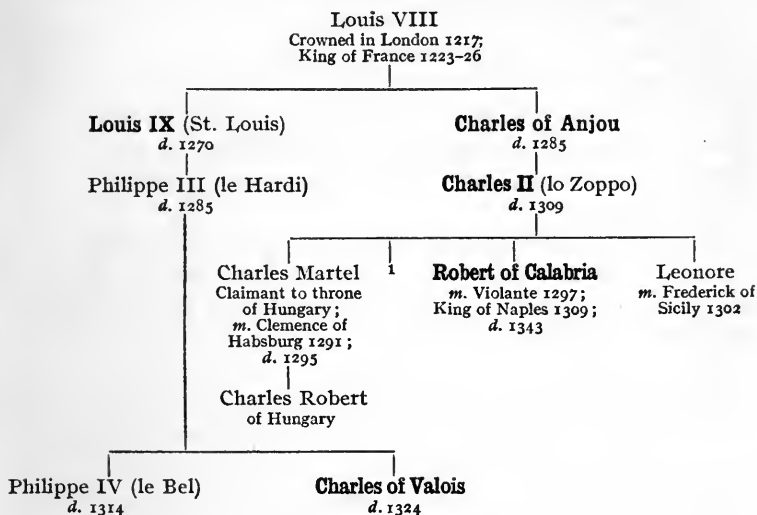 Louis VIII
Crowned in London 1217;
King of France 1223–26
Louis IX (St. Louis)
d. 1270
Charles of Anjou
d. 1285
Philippe III (le Hardi)
d. 1285
Charles II (lo Zoppo)
d. 1309
Charles Martel
Claimant to throne
of Hungary;
m. Clemence of
Habsburg 1291;
d. 1295
1
Robert of Calabria
m. Violante 1297;
King of Naples 1309;
d. 1343
Leonore
m. Frederick of
Sicily 1302
Charles Robert
of Hungary
Philippe IV (le Bel)
d. 1314
Charles of Valois
d. 1324